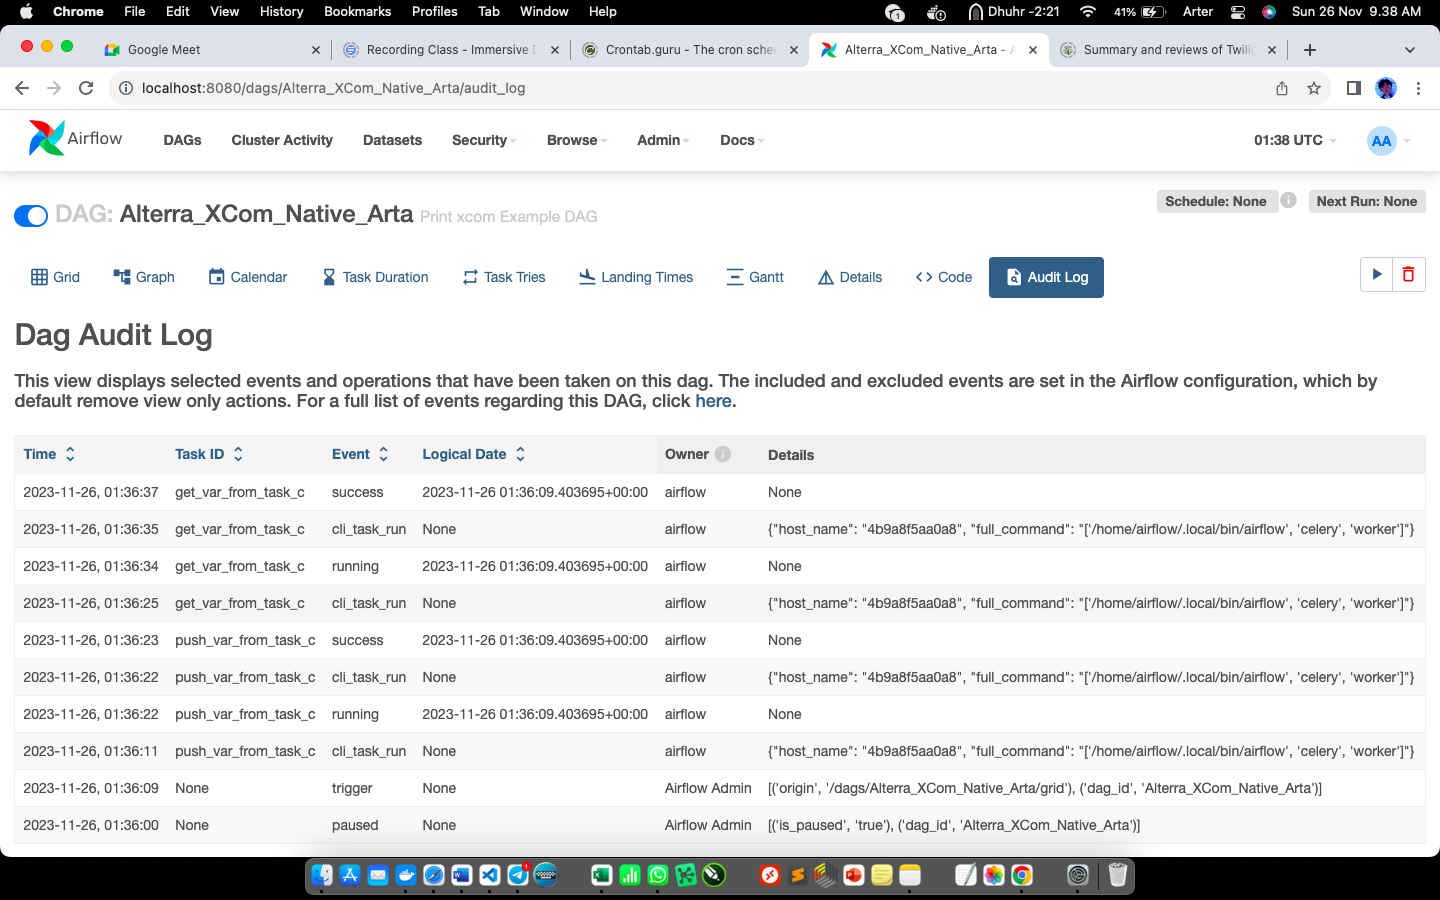 Chrome File Edit View History Bookmarks Profiles Tab Window Help 1 Dhuhr -2:21 41% Arter Sun 26 Nov 9.38 AM
Google Meet Recording Class - Immersive D Crontab.guru - The cron sche Alterra_XCom_Native_Arta - A Summary and reviews of Twilig
localhost:8080/dags/Alterra_XCom_Native_Arta/audit_log
Airflow DAGs Cluster Activity Datasets Security Browse Admin Docs 01:38 UTC AA
DAG: Alterra_XCom_Native_Arta Print xcom Example DAG Schedule: None Next Run: None
Grid Graph Calendar Task Duration Task Tries Landing Times Gantt Details Code Audit Log
Dag Audit Log
This view displays selected events and operations that have been taken on this dag. The included and excluded events are set in the Airflow configuration, which by
default remove view only actions. For a full list of events regarding this DAG, click here.
Time Task ID Event Logical Date Owner Details
2023-11-26, 01:36:37 get_var_from_task_c success 2023-11-26 01:36:09.403695+00:00 airflow None
2023-11-26, 01:36:35 get_var_from_task_c cli_task_run None airflow {"host_name": "4b9a8f5aa0a8", "full_command": "['/home/airflow/.local/bin/airflow', 'celery', 'worker']"}
2023-11-26, 01:36:34 get_var_from_task_c running 2023-11-26 01:36:09.403695+00:00 airflow None
2023-11-26, 01:36:25 get_var_from_task_c cli_task_run None airflow {"host_name": "4b9a8f5aa0a8", "full_command": "['/home/airflow/.local/bin/airflow', 'celery', 'worker']"}
2023-11-26, 01:36:23 push_var_from_task_c success 2023-11-26 01:36:09.403695+00:00 airflow None
2023-11-26, 01:36:22 push_var_from_task_c cli_task_run None airflow {"host_name": "4b9a8f5aa0a8", "full_command": "['/home/airflow/.local/bin/airflow', 'celery', 'worker']"}
2023-11-26, 01:36:22 push_var_from_task_c running 2023-11-26 01:36:09.403695+00:00 airflow None
2023-11-26, 01:36:11 push_var_from_task_c cli_task_run None airflow {"host_name": "4b9a8f5aa0a8", "full_command": "['/home/airflow/.local/bin/airflow', 'celery', 'worker']"}
2023-11-26, 01:36:09 None trigger None Airflow Admin [('origin', '/dags/Alterra_XCom_Native_Arta/grid'), ('dag_id', 'Alterra_XCom_Native_Arta')]
2023-11-26, 01:36:00 None paused None Airflow Admin [('is_paused', 'true'), ('dag_id', 'Alterra_XCom_Native_Arta')]